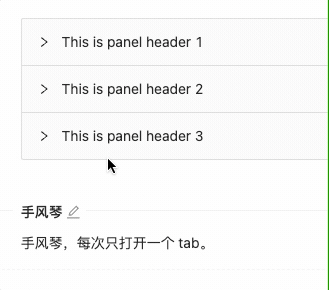 This is panel header 1
This is panel header 2
This is panel header 3
手风琴
手风琴，每次只打开一个 tab。